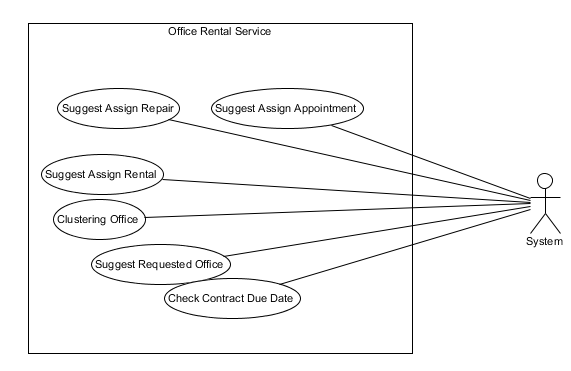 Office Rental Service
Suggest Assign Repair
Suggest Assign Appointment
Suggest Assign Rental
Clustering Office
Suggest Requested Office
Check Contract Due Date
System